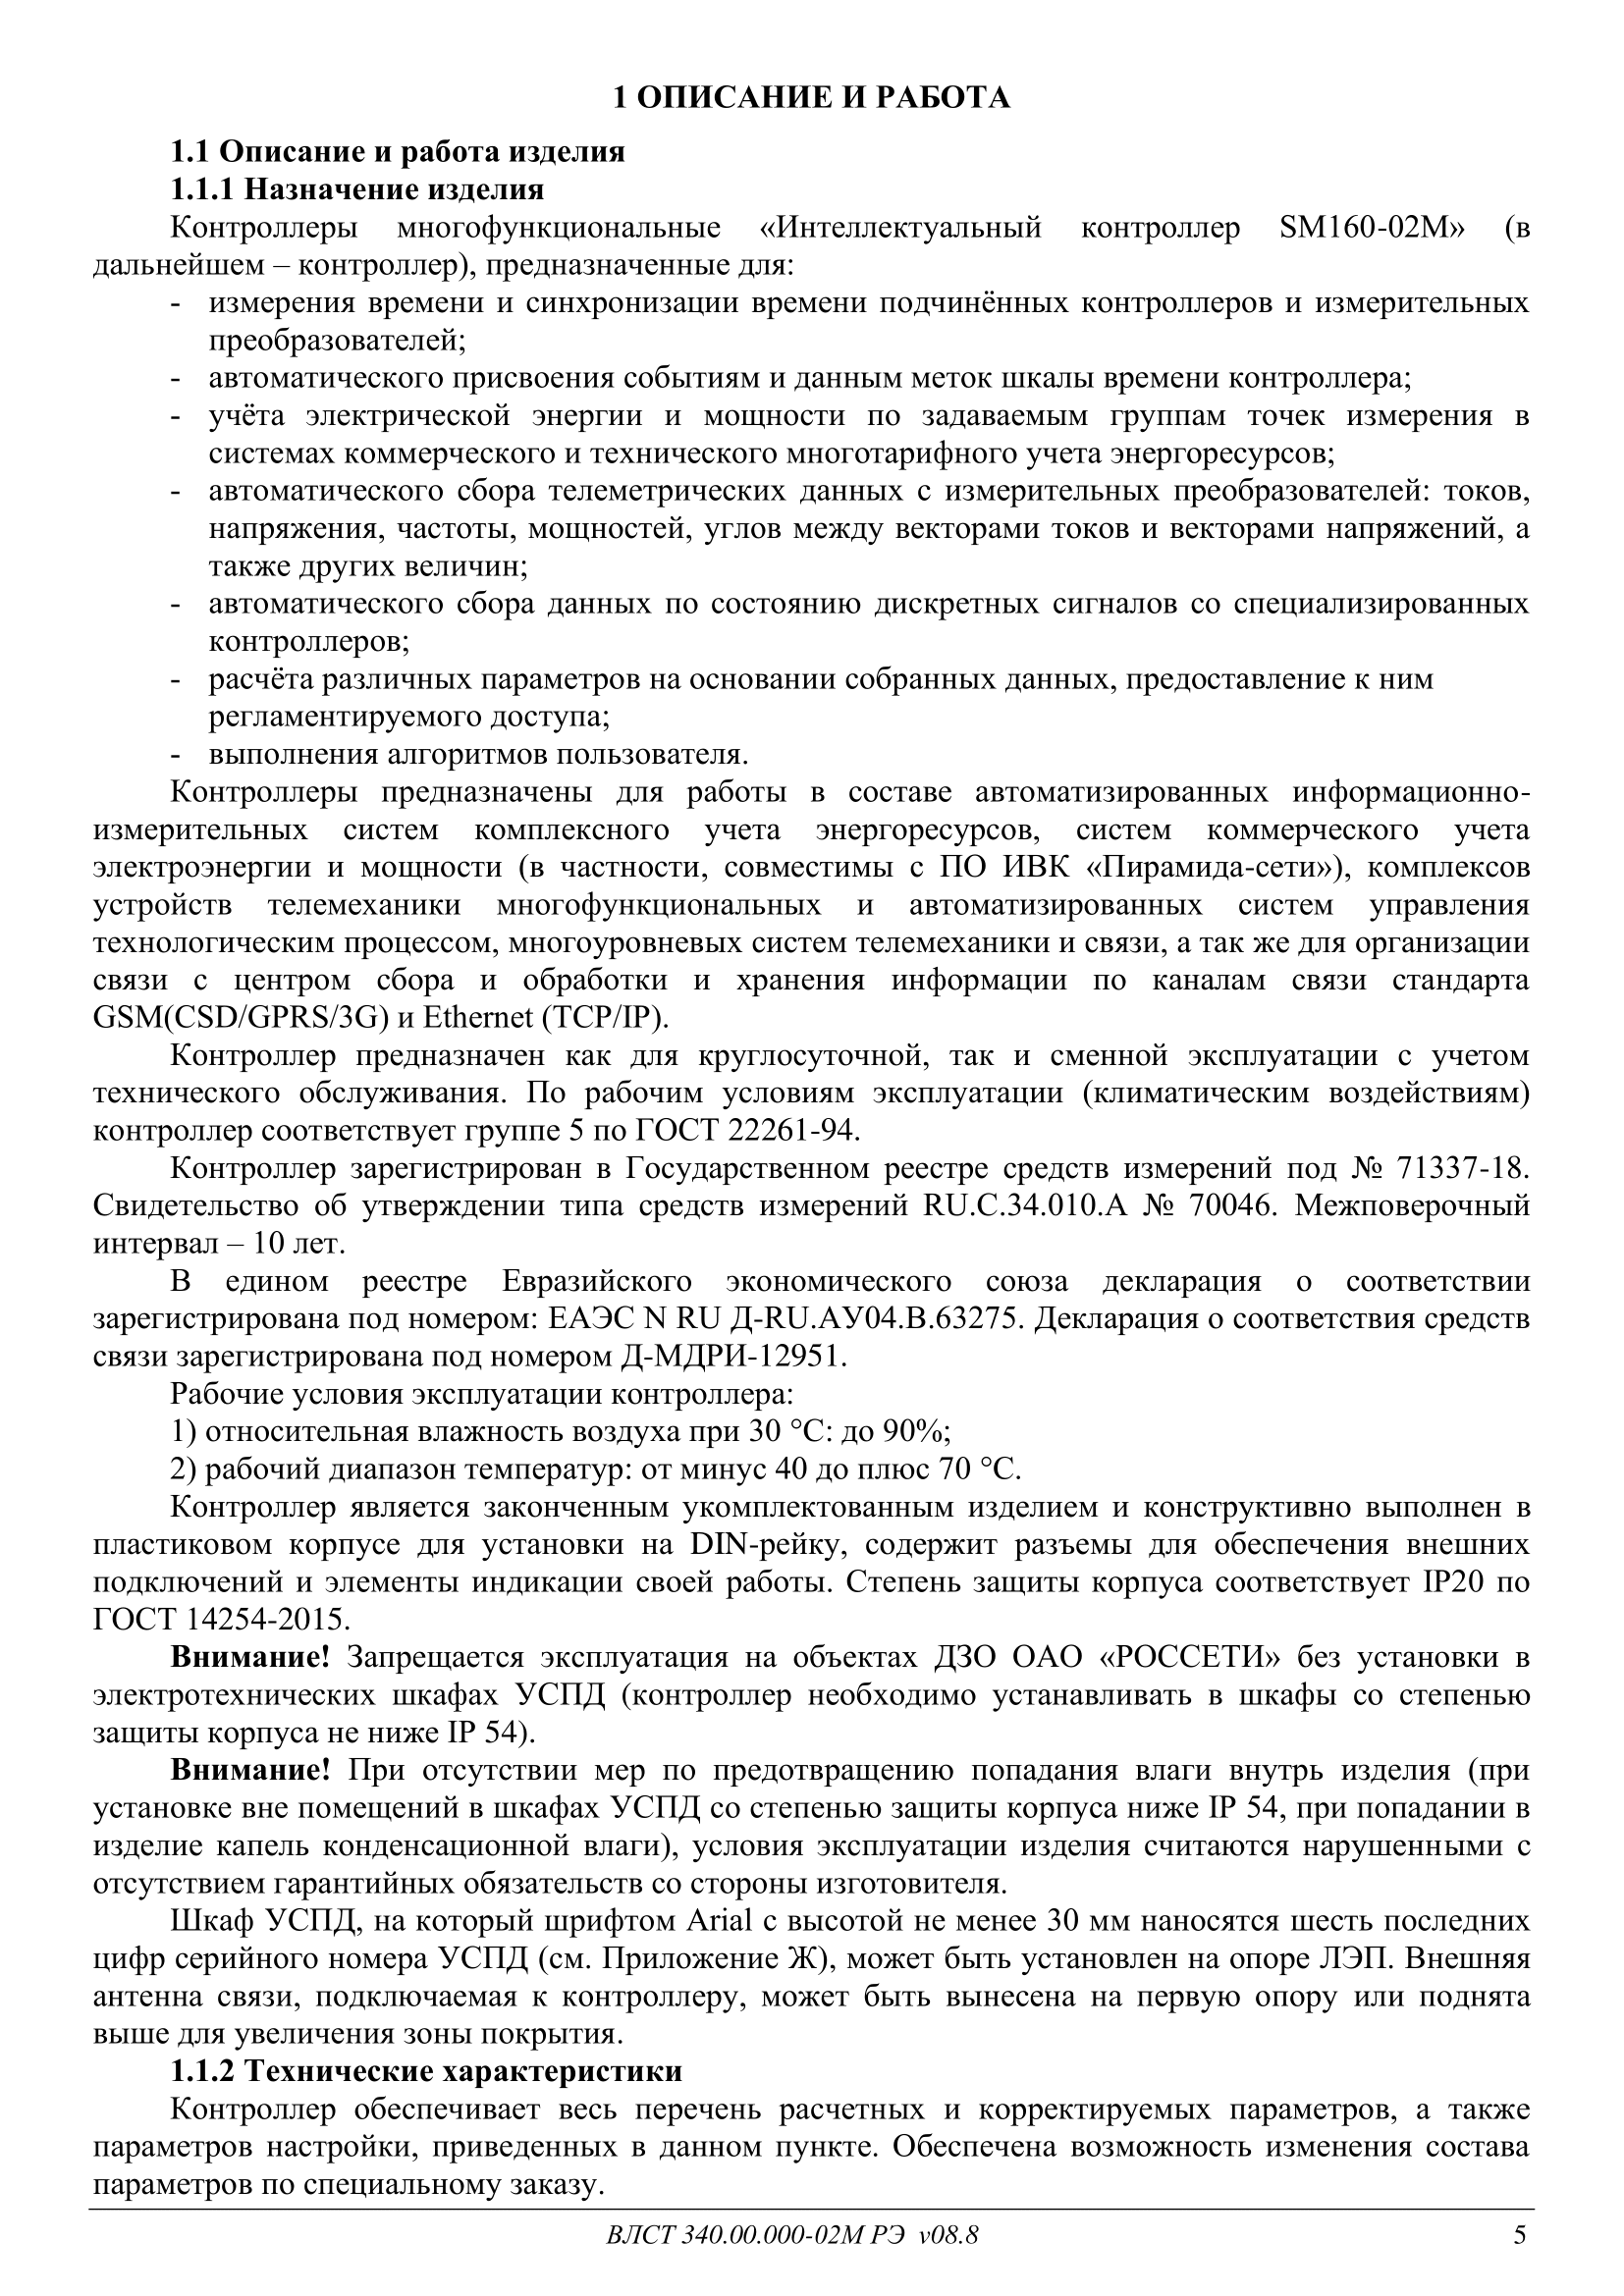 1 ОПИСАНИЕ И РАБОТА
1.1 Описание и работа изделия
1.1.1 Назначение изделия
Контроллеры многофункциональные «Интеллектуальный контроллер SM160-02M» (в
дальнейшем – контроллер), предназначенные для:
- измерения времени и синхронизации времени подчинённых контроллеров и измерительных
преобразователей;
- автоматического присвоения событиям и данным меток шкалы времени контроллера;
- учёта электрической энергии и мощности по задаваемым группам точек измерения в
системах коммерческого и технического многотарифного учета энергоресурсов;
- автоматического сбора телеметрических данных с измерительных преобразователей: токов,
напряжения, частоты, мощностей, углов между векторами токов и векторами напряжений, а
также других величин;
- автоматического сбора данных по состоянию дискретных сигналов со специализированных
контроллеров;
- расчёта различных параметров на основании собранных данных, предоставление к ним
регламентируемого доступа;
- выполнения алгоритмов пользователя.
Контроллеры предназначены для работы в составе автоматизированных информационно-
измерительных систем комплексного учета энергоресурсов, систем коммерческого учета
электроэнергии и мощности (в частности, совместимы с ПО ИВК «Пирамида-сети»), комплексов
устройств телемеханики многофункциональных и автоматизированных систем управления
технологическим процессом, многоуровневых систем телемеханики и связи, а так же для организации
связи с центром сбора и обработки и хранения информации по каналам связи стандарта
GSM(CSD/GPRS/3G) и Ethernet (TCP/IP).
Контроллер предназначен как для круглосуточной, так и сменной эксплуатации с учетом
технического обслуживания. По рабочим условиям эксплуатации (климатическим воздействиям)
контроллер соответствует группе 5 по ГОСТ 22261-94.
Контроллер зарегистрирован в Государственном реестре средств измерений под № 71337-18.
Свидетельство об утверждении типа средств измерений RU.C.34.010.A № 70046. Межповерочный
интервал – 10 лет.
В едином реестре Евразийского экономического союза декларация о соответствии
зарегистрирована под номером: ЕАЭС N RU Д-RU.АУ04.В.63275. Декларация о соответствия средств
связи зарегистрирована под номером Д-МДРИ-12951.
Рабочие условия эксплуатации контроллера:
1) относительная влажность воздуха при 30 °С: до 90%;
2) рабочий диапазон температур: от минус 40 до плюс 70 °С.
Контроллер является законченным укомплектованным изделием и конструктивно выполнен в
пластиковом корпусе для установки на DIN-рейку, содержит разъемы для обеспечения внешних
подключений и элементы индикации своей работы. Степень защиты корпуса соответствует IP20 по
ГОСТ 14254-2015.
Внимание! Запрещается эксплуатация на объектах ДЗО ОАО «РОССЕТИ» без установки в
электротехнических шкафах УСПД (контроллер необходимо устанавливать в шкафы со степенью
защиты корпуса не ниже IP 54).
Внимание! При отсутствии мер по предотвращению попадания влаги внутрь изделия (при
установке вне помещений в шкафах УСПД со степенью защиты корпуса ниже IP 54, при попадании в
изделие капель конденсационной влаги), условия эксплуатации изделия считаются нарушенными с
отсутствием гарантийных обязательств со стороны изготовителя.
Шкаф УСПД, на который шрифтом Arial с высотой не менее 30 мм наносятся шесть последних
цифр серийного номера УСПД (см. Приложение Ж), может быть установлен на опоре ЛЭП. Внешняя
антенна связи, подключаемая к контроллеру, может быть вынесена на первую опору или поднята
выше для увеличения зоны покрытия.
1.1.2 Технические характеристики
Контроллер обеспечивает весь перечень расчетных и корректируемых параметров, а также
параметров настройки, приведенных в данном пункте. Обеспечена возможность изменения состава
параметров по специальному заказу.
ВЛСТ 340.00.000-02М РЭ v08.8 5